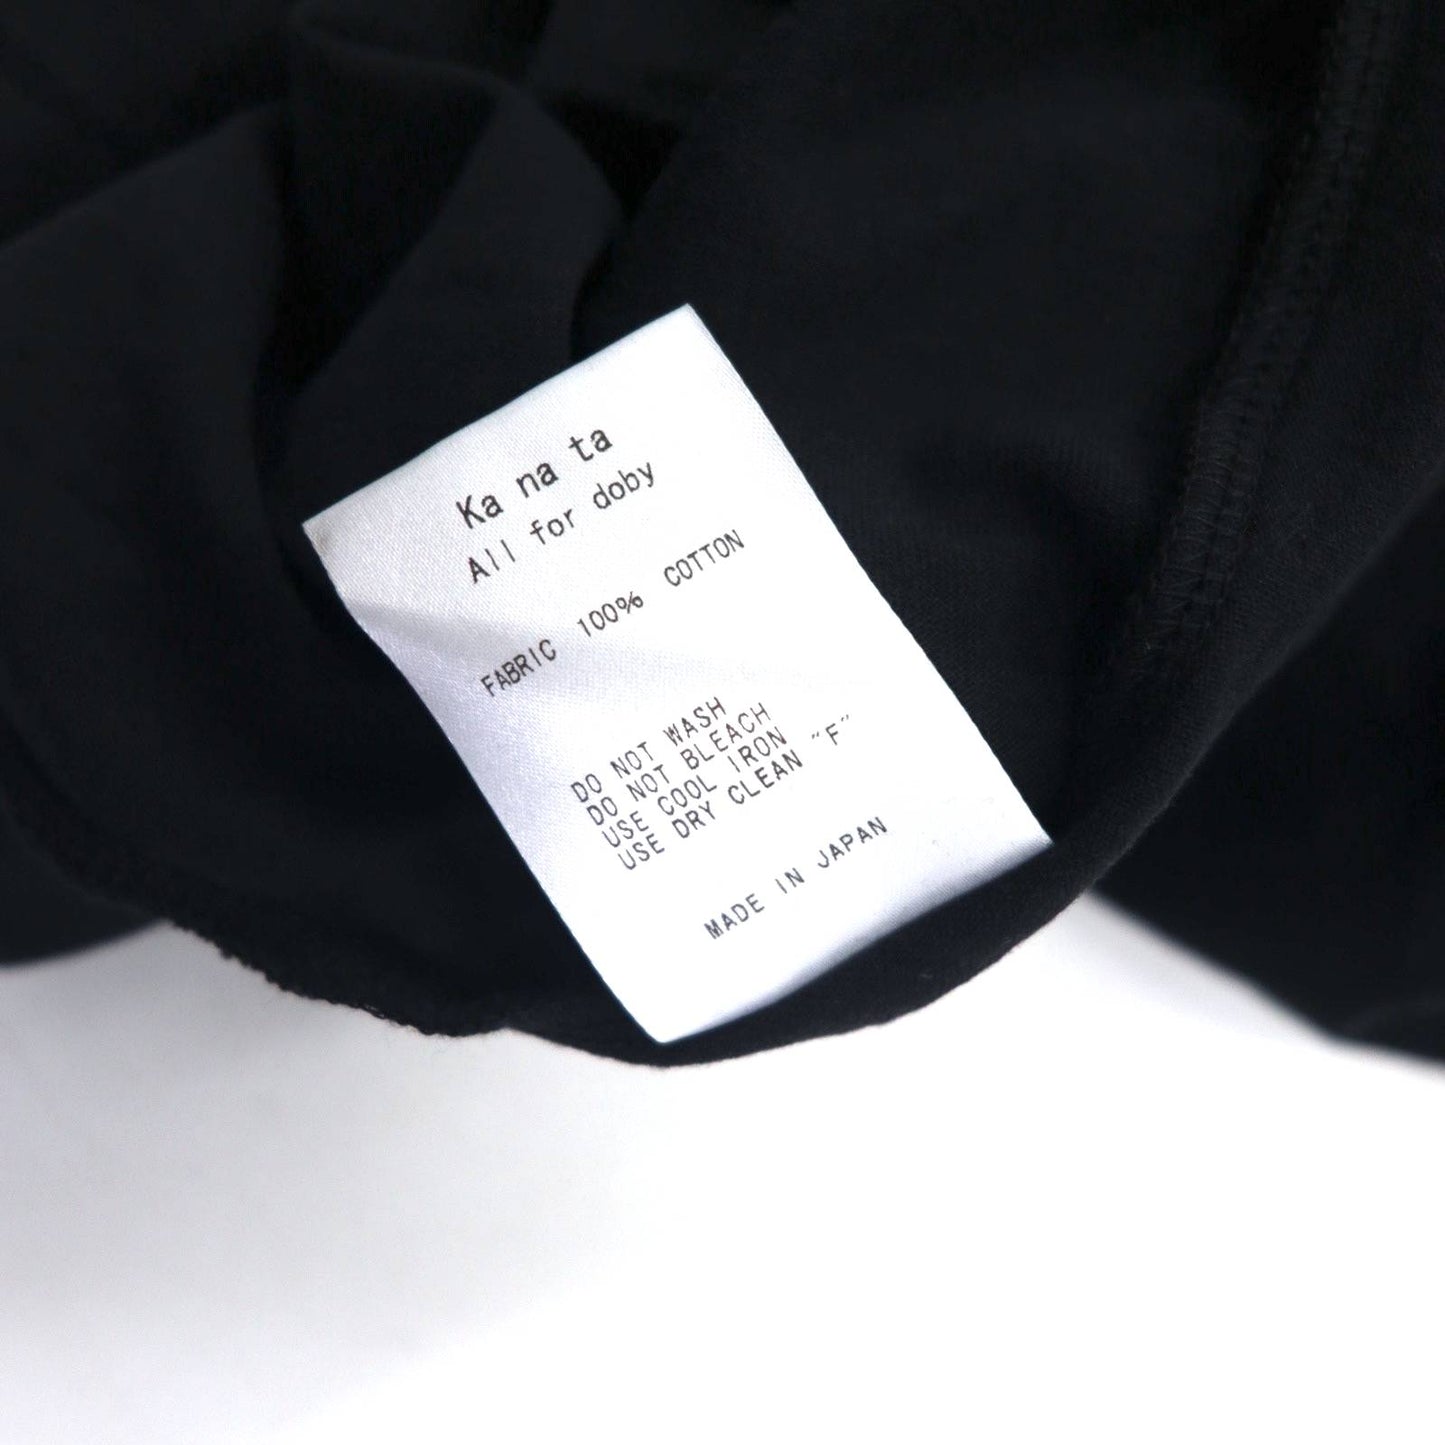 Ka na ta
All for doby
FABRIC 100% COTTON
DO NOT WASH
DO NOT BLEACH
USE COOL IRON
USE DRY CLEAN "F"
MADE IN JAPAN